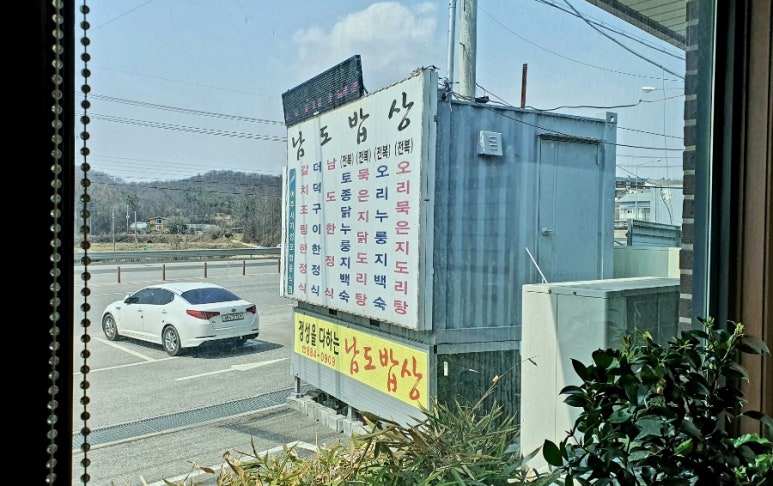 남도밥상
갈치조림한정식
더덕구이한정식
남도한정식
(전복)
토종닭누룽지백숙
(전복)
묵은지닭도리탕
(전복)
오리누룽지백숙
(전복)
오리묵은지도리탕
정성을 다하는
남도밥상
684-0909